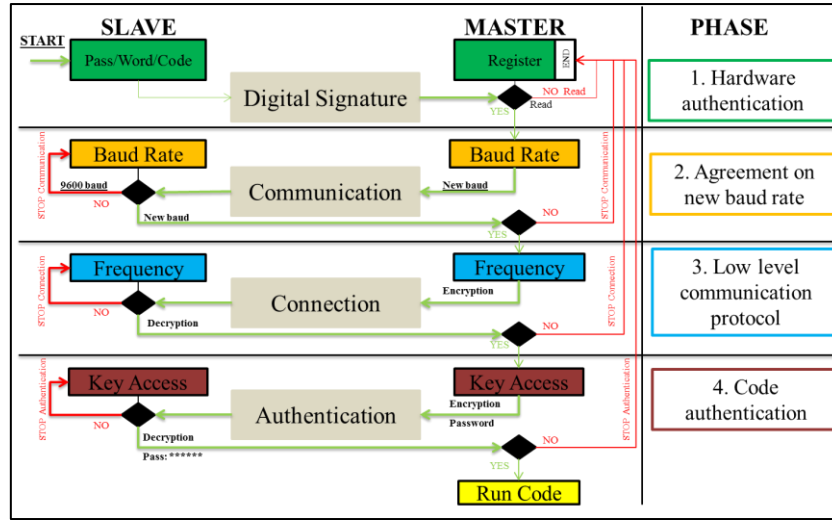 SLAVE
MASTER
PHASE
START
Pass/Word/Code
Register
END
Digital Signature
NO Read
Read
YES
1. Hardware
authentication
STOP Communication
Baud Rate
9600 baud
NO
Communication
New baud
Baud Rate
New baud
NO
YES
STOP Communication
2. Agreement on
new baud rate
STOP Connection
Frequency
NO
Connection
Decryption
Frequency
Encryption
NO
YES
STOP Connection
3. Low level
communication
protocol
STOP Authentication
Key Access
NO
Authentication
Decryption
Pass: ******
Key Access
Encryption
Password
NO
YES
STOP Authentication
4. Code
authentication
Run Code